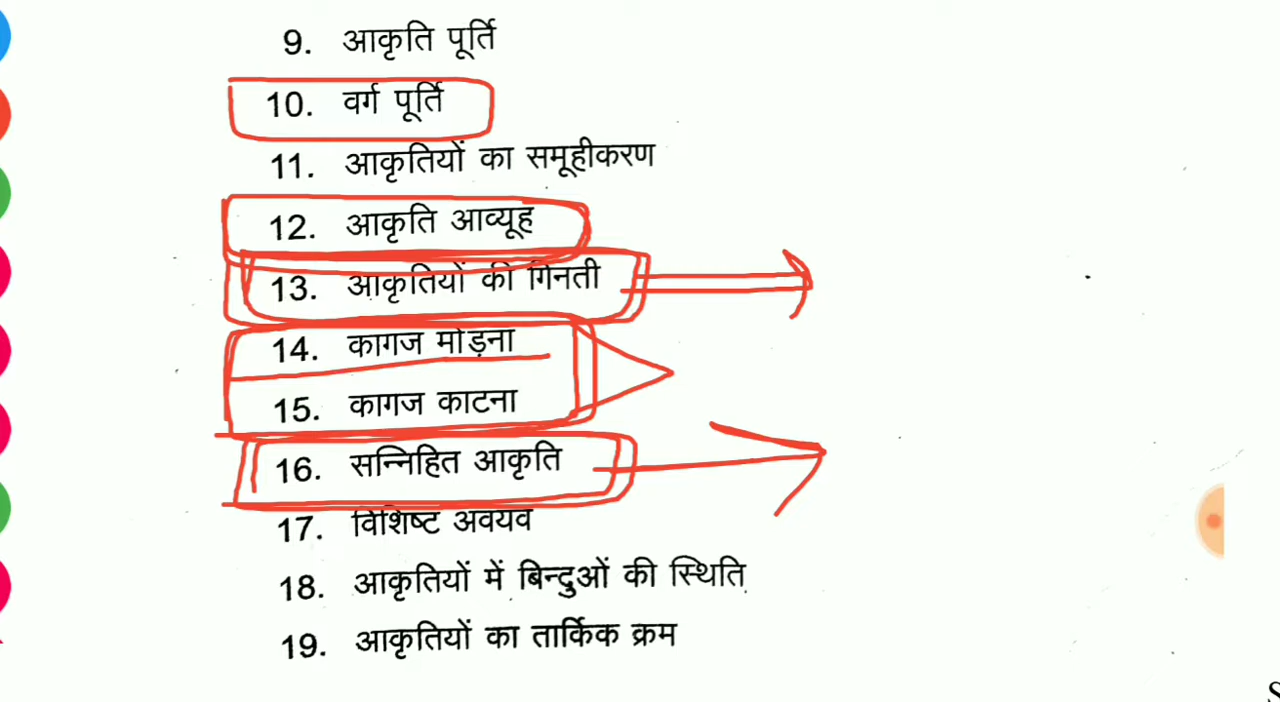 9. आकृति पूर्ति
10. वर्ग पूर्ति
11. आकृतियों का समूहीकरण
12. आकृति आव्यूह
13. आकृतियों की गिनती
14. कागज मोड़ना
15. कागज काटना
16. सन्निहित आकृति
17. विशिष्ट अवयव
18. आकृतियों में बिन्दुओं की स्थिति
19. आकृतियों का तार्किक क्रम